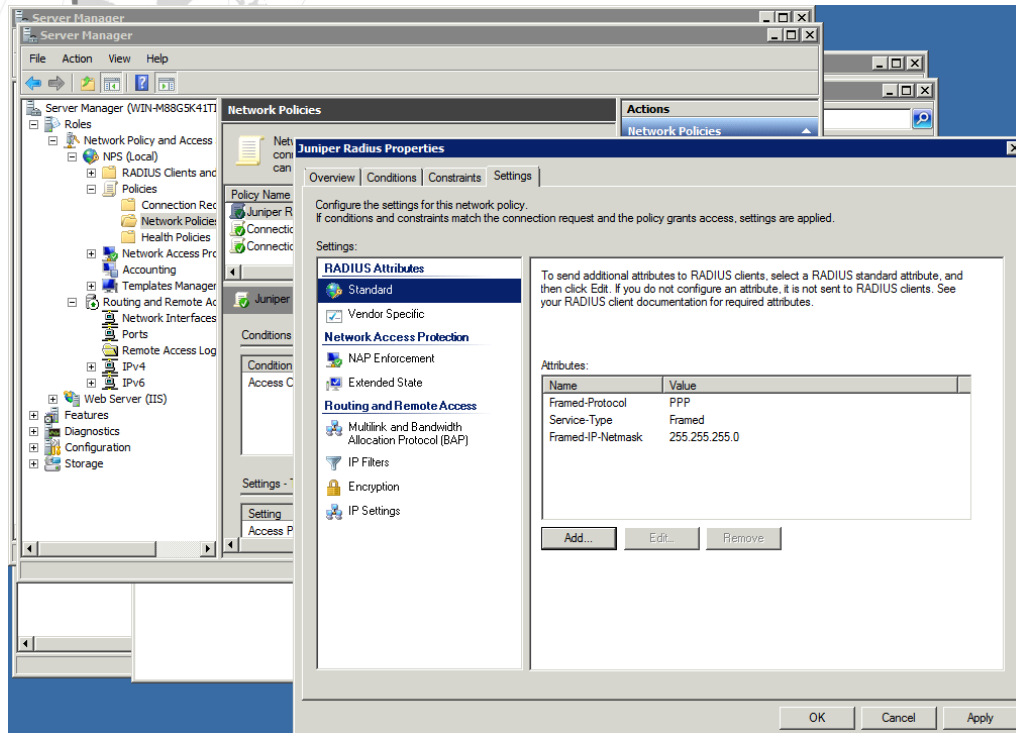 Server Manager
Server Manager
File Action View Help
Server Manager (WIN-M88G5K41T1
Roles
Network Policy and Access
NPS (Local)
RADIUS Clients and
Policies
Connection Rec
Network Policies
Health Policies
Network Access Pro
Accounting
Templates Manager
Routing and Remote Ac
Network Interfaces
Ports
Remote Access Log
IPv4
IPv6
Web Server (IIS)
Features
Diagnostics
Configuration
Storage
Network Policies
Netw
conn
can
Policy Name
Juniper R
Connectic
Connectic
Juniper
Conditions
Condition
Access C
Settings - T
Setting
Access P
Actions
Network Policies
Juniper Radius Properties
Overview Conditions Constraints Settings
Configure the settings for this network policy.
If conditions and constraints match the connection request and the policy grants access, settings are applied.
Settings:
RADIUS Attributes
Standard
Vendor Specific
Network Access Protection
NAP Enforcement
Extended State
Routing and Remote Access
Multilink and Bandwidth
Allocation Protocol (BAP)
IP Filters
Encryption
IP Settings
To send additional attributes to RADIUS clients, select a RADIUS standard attribute, and
then click Edit. If you do not configure an attribute, it is not sent to RADIUS clients. See
your RADIUS client documentation for required attributes.
Attributes:
Name Value
Framed-Protocol PPP
Service-Type Framed
Framed-IP-Netmask 255.255.255.0
Add... Edit... Remove
OK Cancel Apply